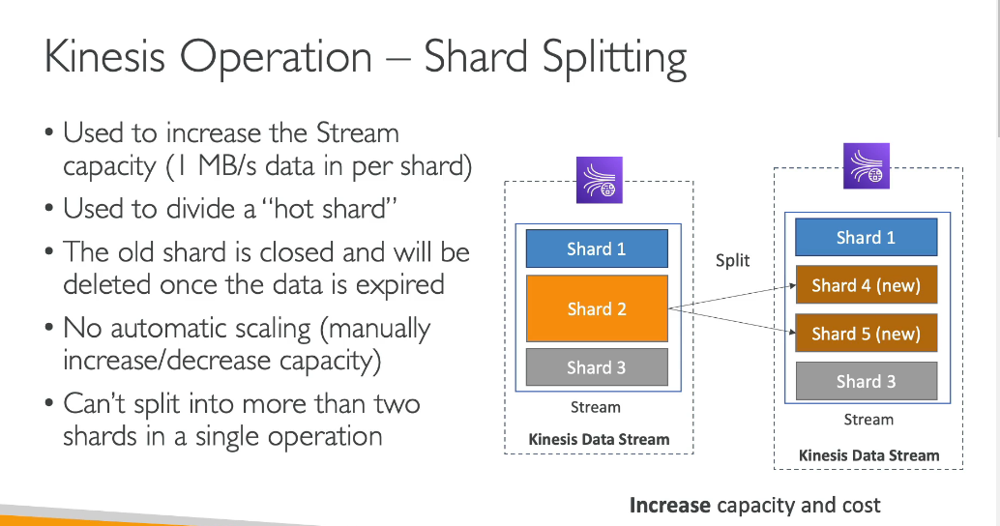 Kinesis Operation – Shard Splitting
• Used to increase the Stream
capacity (1 MB/s data in per shard)
• Used to divide a “hot shard”
• The old shard is closed and will be
deleted once the data is expired
• No automatic scaling (manually
increase/decrease capacity)
• Can’t split into more than two
shards in a single operation
Shard 1
Shard 2
Shard 3
Stream
Kinesis Data Stream
Split
Shard 1
Shard 4 (new)
Shard 5 (new)
Shard 3
Stream
Kinesis Data Stream
Increase capacity and cost